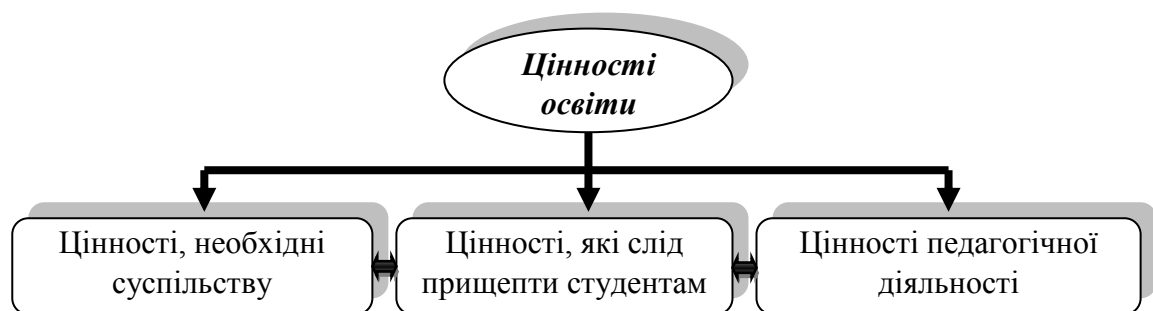 Цінності
освіти
Цінності, необхідні
суспільству
Цінності, які слід
прищепти студентам
Цінності педагогічної
діяльності